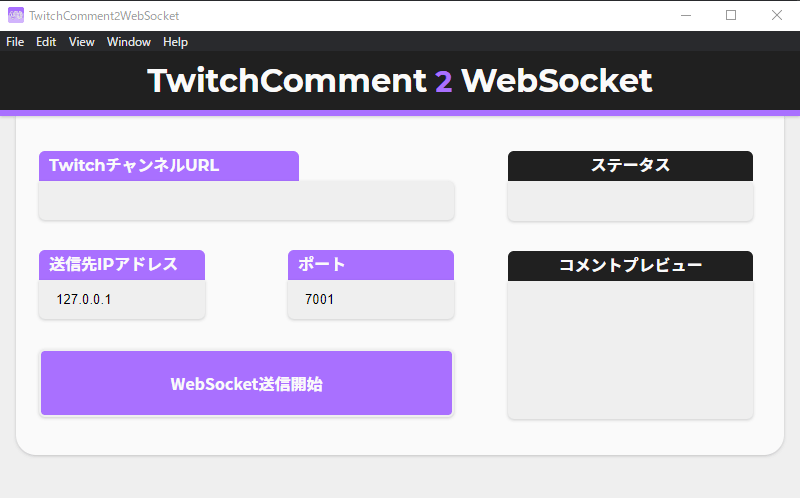 TwitchComment2WebSocket
File Edit View Window Help
TwitchComment 2 WebSocket
TwitchチャンネルURL
ステータス
送信先IPアドレス
ポート
127.0.0.1
7001
コメントプレビュー
WebSocket送信開始